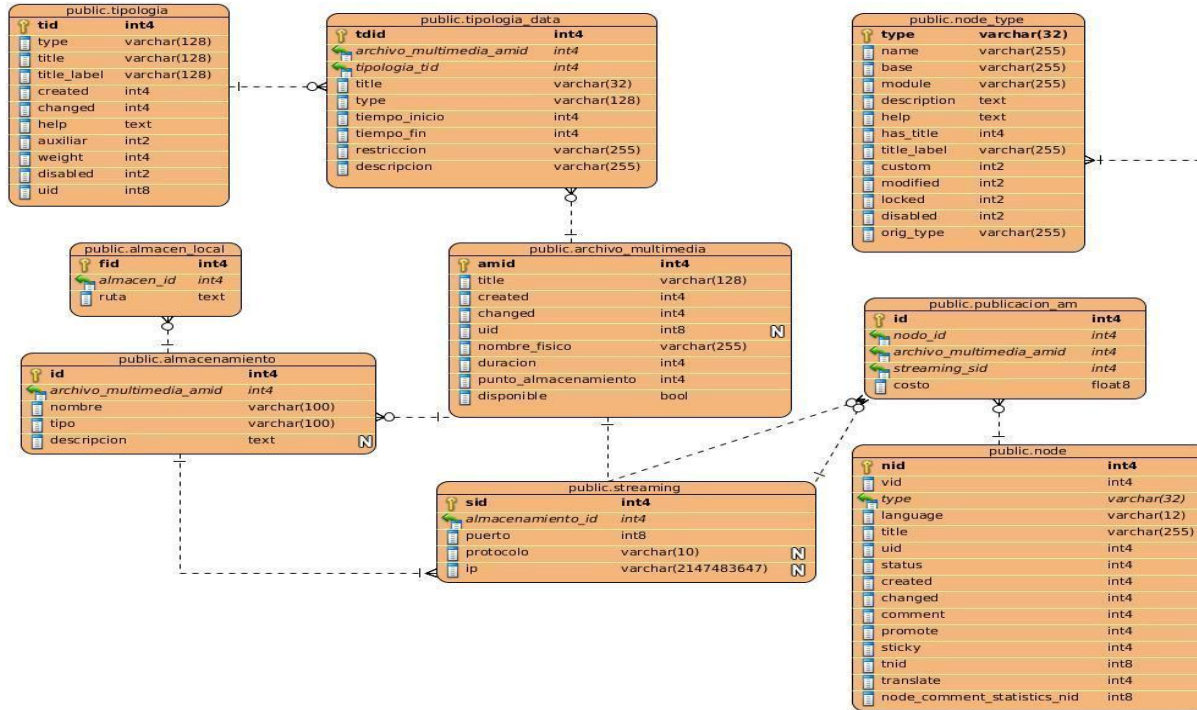 public.tipologia
tid int4
type varchar(128)
title varchar(128)
title_label varchar(128)
created int4
changed int4
help text
auxiliar int2
weight int4
disabled int2
uid int8
public.tipologia_data
tdid int4
archivo_multimedia_amid int4
tipologia_tid int4
title varchar(32)
type varchar(128)
tiempo_inicio int4
tiempo_fin int4
restriccion varchar(255)
descripcion varchar(255)
public.node_type
type varchar(32)
name varchar(255)
base varchar(255)
module varchar(255)
description text
help text
has_title int4
title_label varchar(255)
custom int2
modified int2
locked int2
disabled int2
orig_type varchar(255)
public.almacen_local
fid int4
almacen_id int4
ruta text
public.archivo_multimedia
amid int4
title varchar(128)
created int4
changed int4
uid int8 N
nombre_fisico varchar(255)
duracion int4
punto_almacenamiento int4
disponible bool
public.publicacion_am
id int4
nodo_id int4
archivo_multimedia_amid int4
streaming_sid int4
costo float8
public.almacenamiento
id int4
archivo_multimedia_amid int4
nombre varchar(100)
tipo varchar(100)
descripcion text N
public.streaming
sid int4
almacenamiento_id int4
puerto int8
protocolo varchar(10) N
ip varchar(2147483647) N
public.node
nid int4
vid int4
type varchar(32)
language varchar(12)
title varchar(255)
uid int4
status int4
created int4
changed int4
comment int4
promote int4
sticky int4
tnid int8
translate int4
node_comment_statistics_nid int8